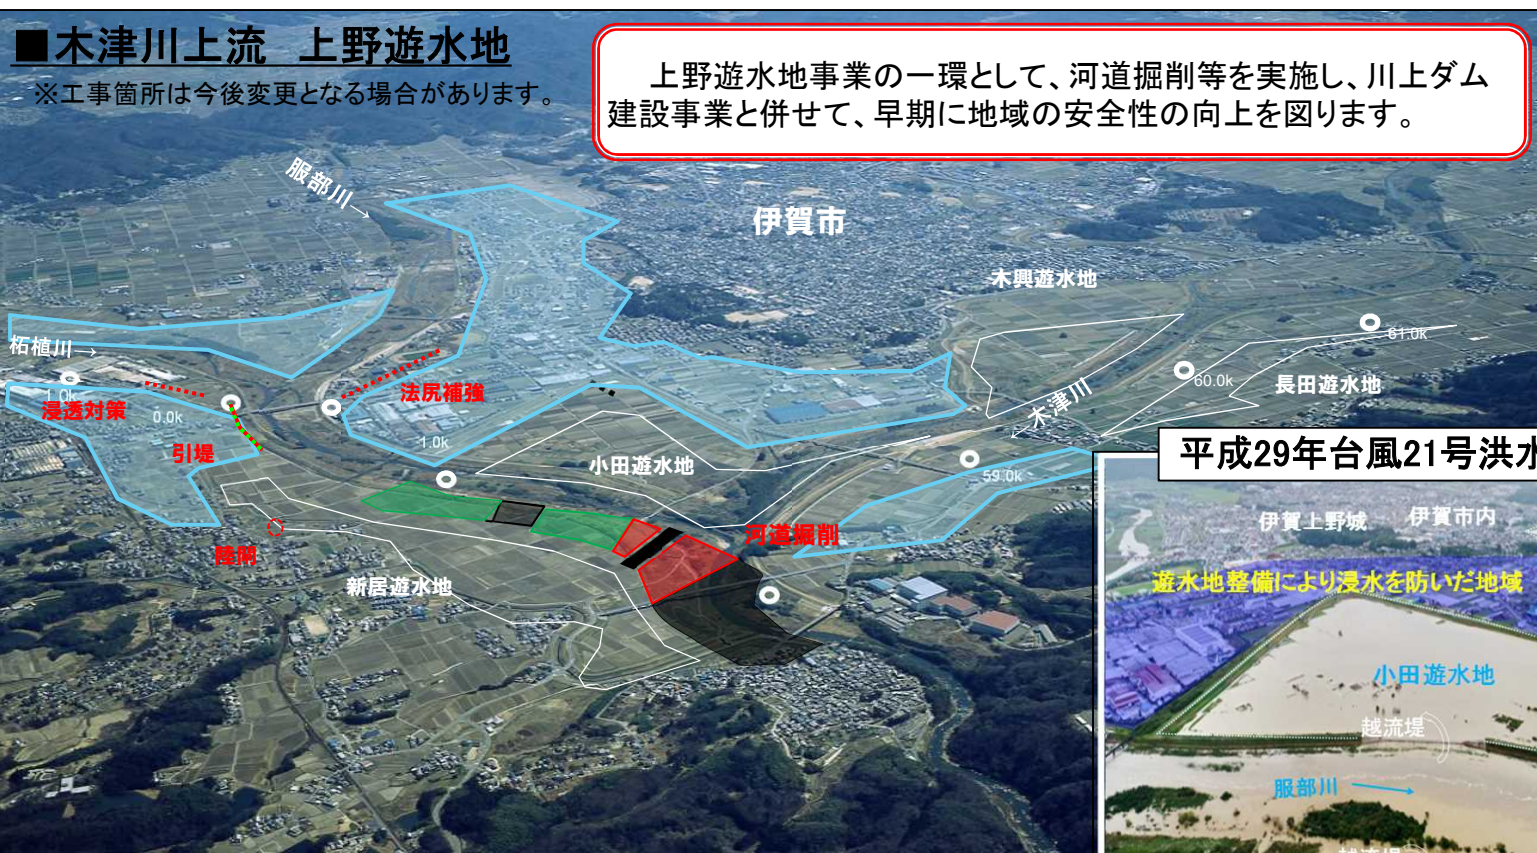 ■木津川上流　上野遊水地
※工事箇所は今後変更となる場合があります。
上野遊水地事業の一環として、河道掘削等を実施し、川上ダム
建設事業と併せて、早期に地域の安全性の向上を図ります。
服部川→
伊賀市
木興遊水地
61.0k
柘植川→
60.0k
長田遊水地
1.0k
浸透対策
0.0k
法尻補強
←木津川
引堤
1.0k
小田遊水地
59.0k
陸閘
新居遊水地
河道掘削
平成29年台風21号洪水
伊賀上野城
伊賀市内
遊水地整備により浸水を防いだ地域
小田遊水地
越流堤
服部川
越流堤